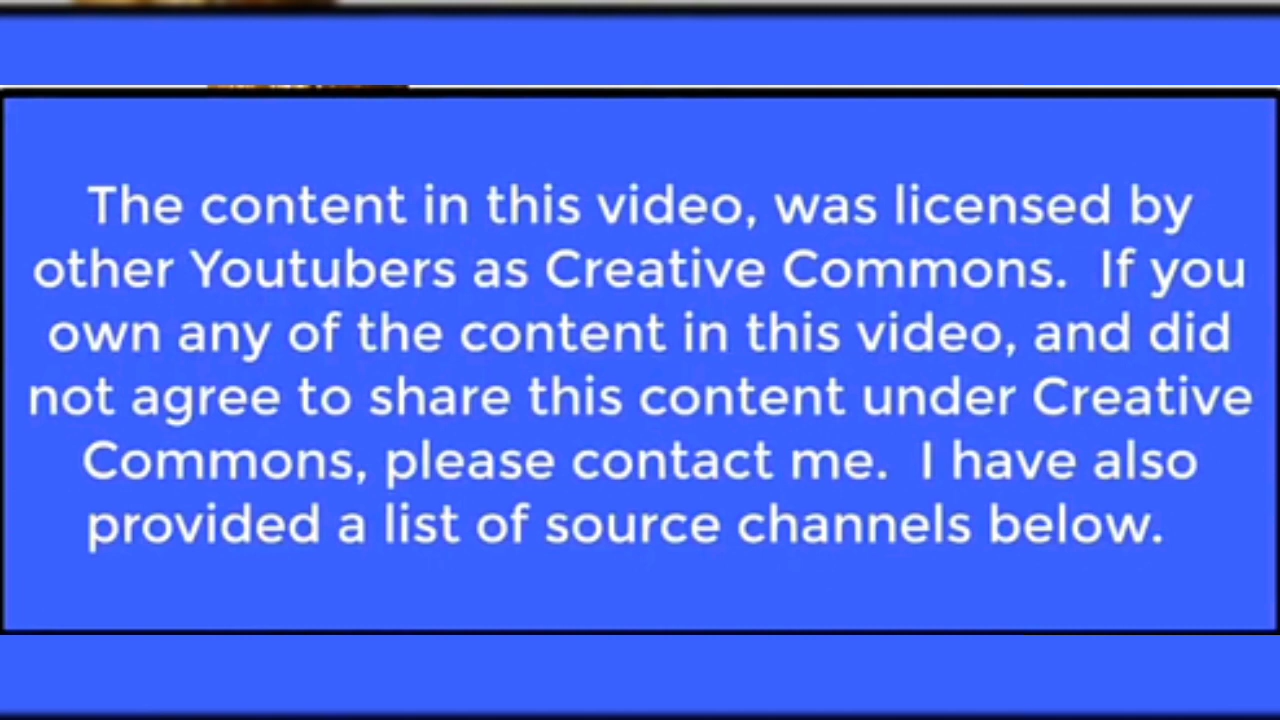 The content in this video, was licensed by
other Youtubers as Creative Commons.  If you
own any of the content in this video, and did
not agree to share this content under Creative
Commons, please contact me.  I have also
provided a list of source channels below.